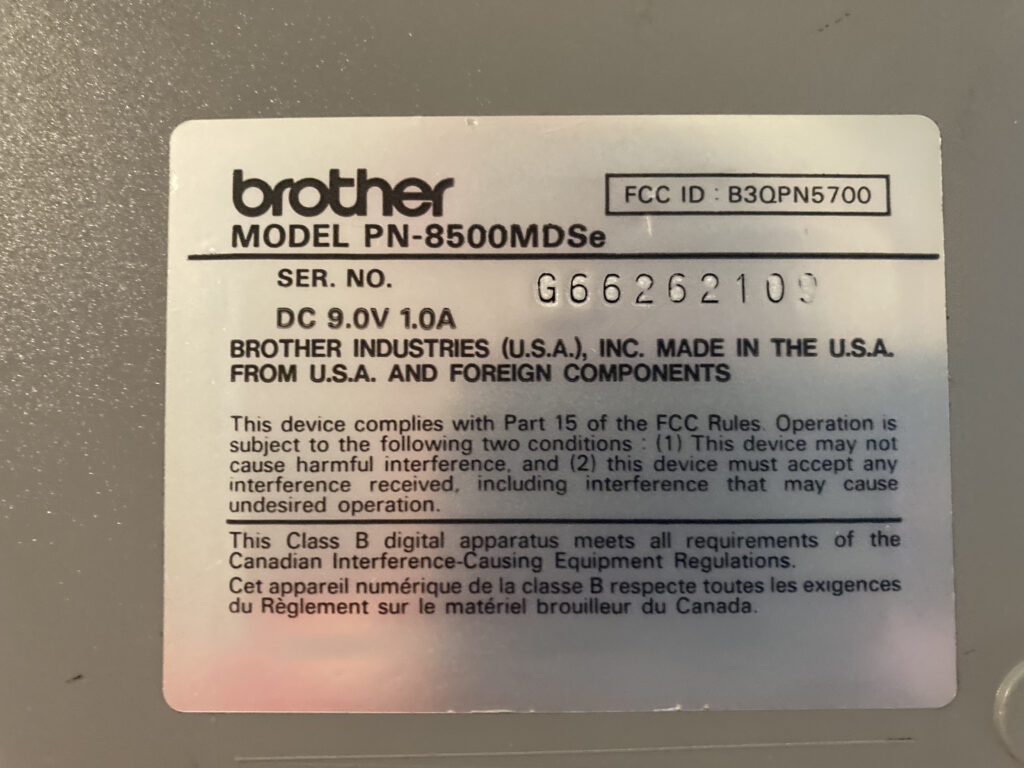 brother
FCC ID : B3QPN5700
MODEL PN-8500MDSe
SER. NO. G66262109
DC 9.0V 1.0A
BROTHER INDUSTRIES (U.S.A.), INC. MADE IN THE U.S.A.
FROM U.S.A. AND FOREIGN COMPONENTS
This device complies with Part 15 of the FCC Rules. Operation is
subject to the following two conditions : (1) This device may not
cause harmful interference, and (2) this device must accept any
interference received, including interference that may cause
undesired operation.
This Class B digital apparatus meets all requirements of the
Canadian Interference-Causing Equipment Regulations.
Cet appareil numérique de la classe B respecte toutes les exigences
du Règlement sur le matériel brouilleur du Canada.